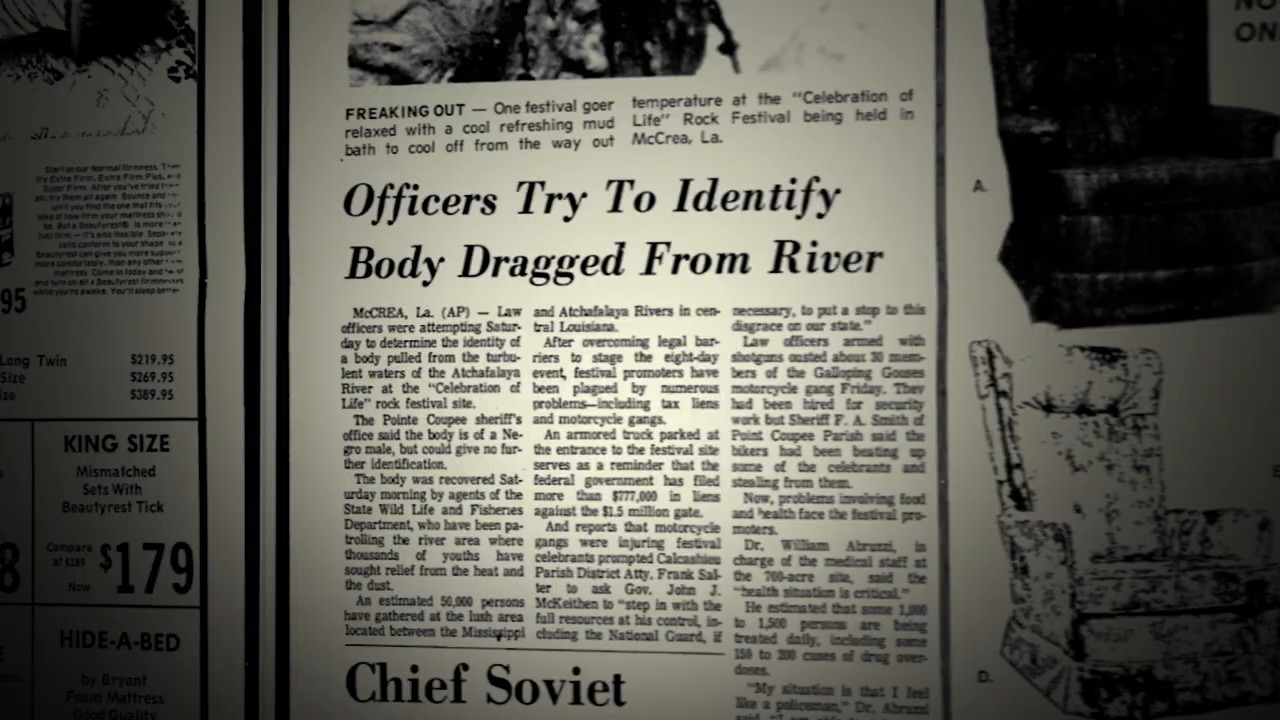 Long Twin $219.95
Size $269.95
ize $389.95
95
KING SIZE
Mismatched
Sets With
Beautyrest Tick
Compare
at $289
Now
$179
8
HIDE-A-BED
by Bryant
Foam Mattress
Good Quality
FREAKING OUT — One festival goer
relaxed with a cool refreshing mud
bath to cool off from the way out
temperature at the "Celebration of
Life" Rock Festival being held in
McCrea, La.
Officers Try To Identify
Body Dragged From River
McCREA, La. (AP) — Law
officers were attempting Satur-
day to determine the identity of
a body pulled from the turbu-
lent waters of the Atchafalaya
River at the "Celebration of
Life" rock festival site.
The Pointe Coupee sheriff's
office said the body is of a Ne-
gro male, but could give no fur-
ther identification.
The body was recovered Sat-
urday morning by agents of the
State Wild Life and Fisheries
Department, who have been pa-
trolling the river area where
thousands of youths have
sought relief from the heat and
the dust.
An estimated 50,000 persons
have gathered at the lush area
located between the Mississippi
and Atchafalaya Rivers in cen-
tral Louisiana.
After overcoming legal bar-
riers to stage the eight-day
event, festival promoters have
been plagued by numerous
problems—including tax liens
and motorcycle gangs.
An armored truck parked at
the entrance to the festival site
serves as a reminder that the
federal government has filed
more than $777,000 in liens
against the $1.5 million gate.
And reports that motorcycle
gangs were injuring festival
celebrants prompted Calcasieu
Parish District Atty. Frank Sal-
ter to ask Gov. John J.
McKeithen to "step in with the
full resources at his control, in-
cluding the National Guard, if
necessary, to put a stop to this
disgrace on our state."
Law officers armed with
shotguns ousted about 30 mem-
bers of the Galloping Gooses
motorcycle gang Friday. They
had been hired for security
work but Sheriff F. A. Smith of
Point Coupee Parish said the
bikers had been beating up
some of the celebrants and
stealing from them.
Now, problems involving food
and health face the festival pro-
moters.
Dr. William Abruzzi, in
charge of the medical staff at
the 700-acre site, said the
"health situation is critical."
He estimated that some 1,000
to 1,500 persons are being
treated daily, including some
150 to 200 cases of drug over-
doses.
"My situation is that I feel
like a policeman," Dr. Abruzzi
Chief Soviet
NO
ON
A.
D.